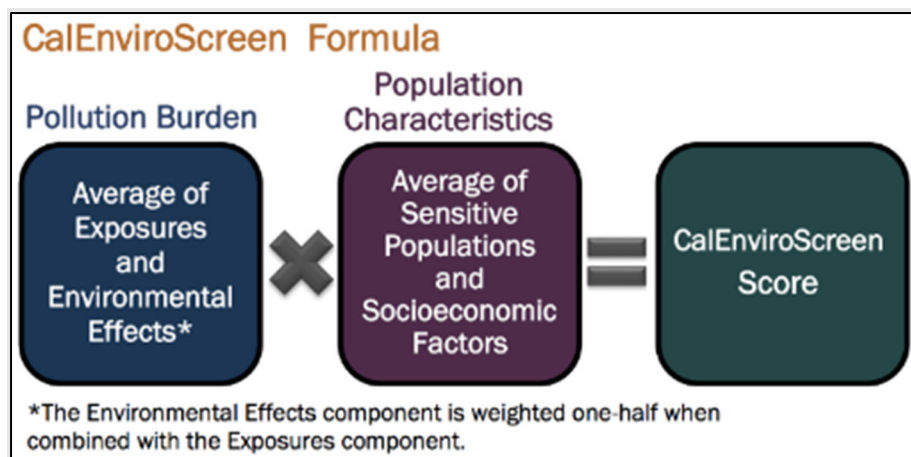 CalEnviroScreen Formula
Pollution Burden
Population
Characteristics
Average of
Exposures
and
Environmental
Effects*
Average of
Sensitive
Populations
and
Socioeconomic
Factors
CalEnviroScreen
Score
*The Environmental Effects component is weighted one-half when
combined with the Exposures component.